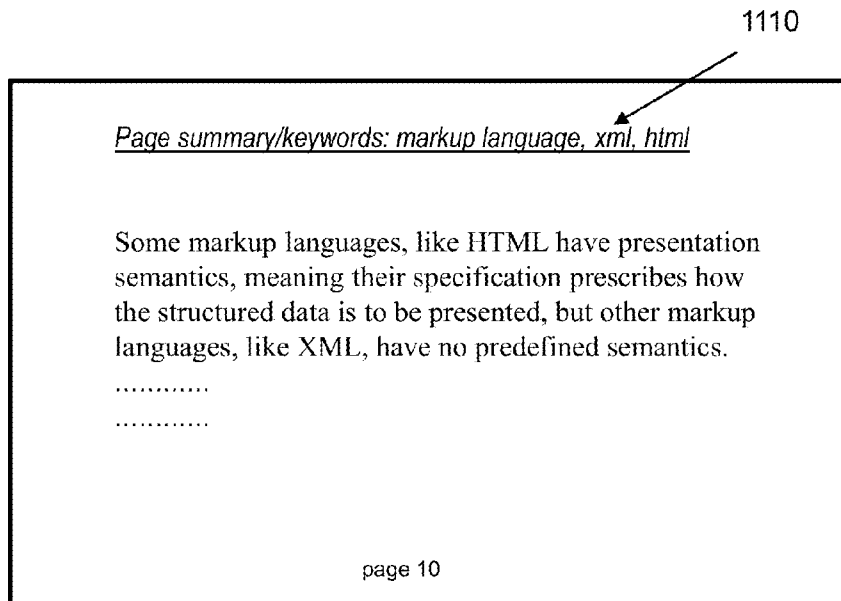 1110
Page summary/keywords: markup language, xml, html
Some markup languages, like HTML have presentation
semantics, meaning their specification prescribes how
the structured data is to be presented, but other markup
languages, like XML, have no predefined semantics.
............
............
page 10